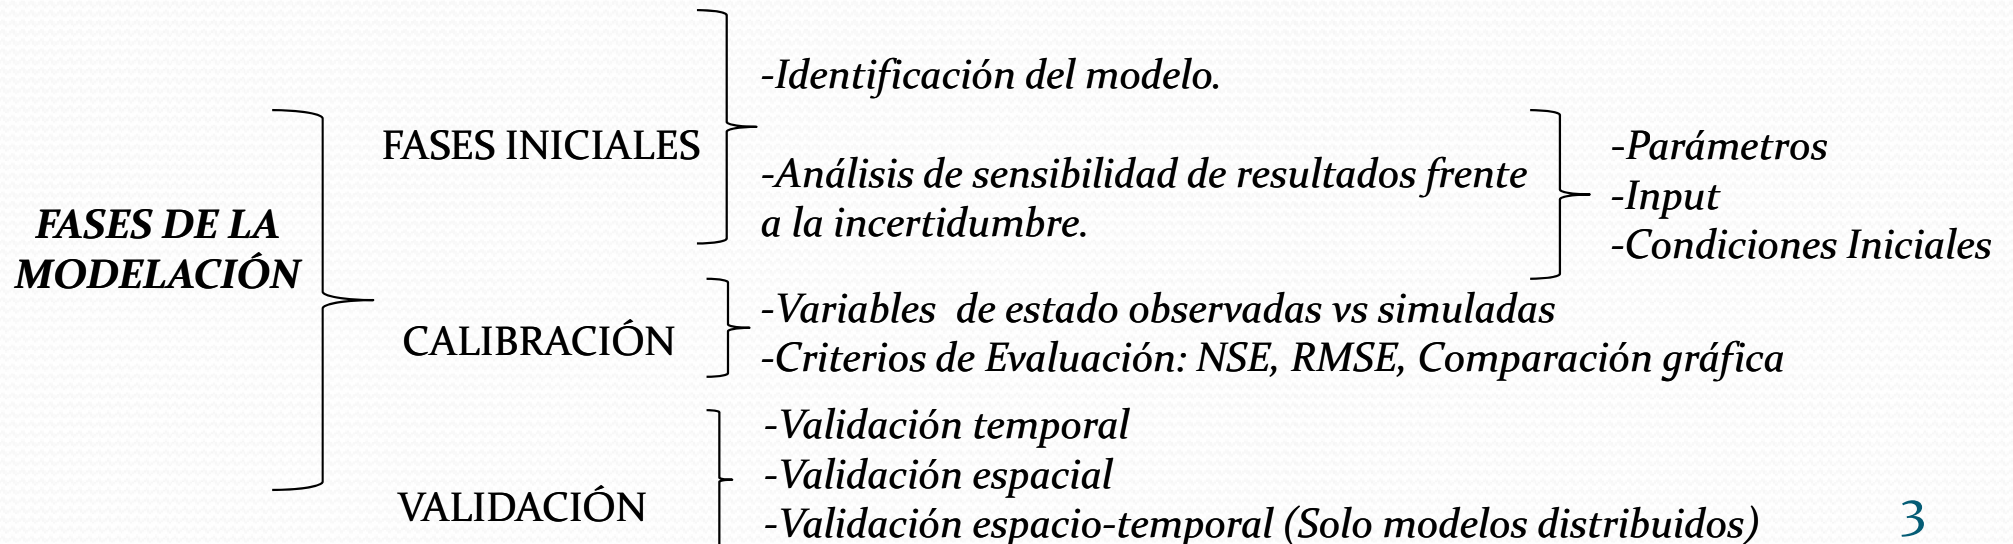 FASES DE LA
MODELACIÓN
FASES INICIALES
-Identificación del modelo.
-Análisis de sensibilidad de resultados frente
a la incertidumbre.
-Parámetros
-Input
-Condiciones Iniciales
CALIBRACIÓN
-Variables  de estado observadas vs simuladas
-Criterios de Evaluación: NSE, RMSE, Comparación gráfica
VALIDACIÓN
-Validación temporal
-Validación espacial
-Validación espacio-temporal (Solo modelos distribuidos)
3